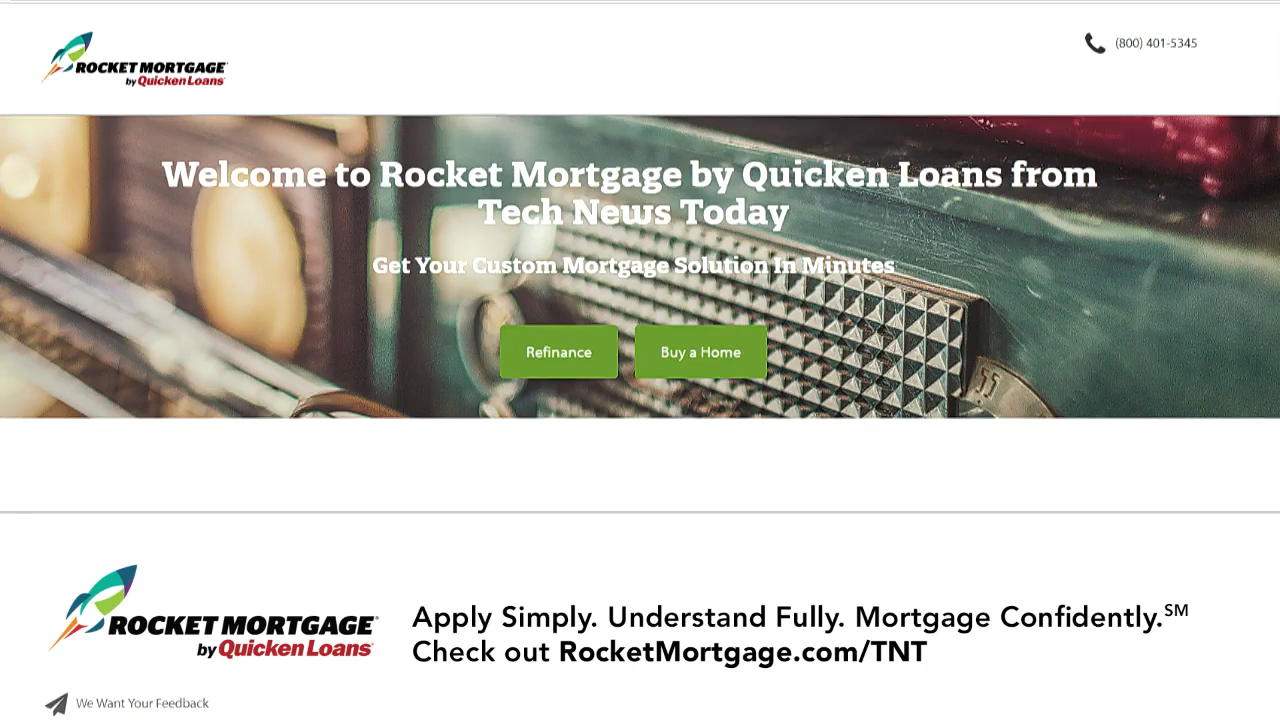 ROCKET MORTGAGE
by Quicken Loans
(800) 401-5345
Welcome to Rocket Mortgage by Quicken Loans from
Tech News Today
Get Your Custom Mortgage Solution In Minutes
Refinance
Buy a Home
55
ROCKET MORTGAGE
by Quicken Loans
Apply Simply. Understand Fully. Mortgage Confidently.SM
Check out RocketMortgage.com/TNT
We Want Your Feedback